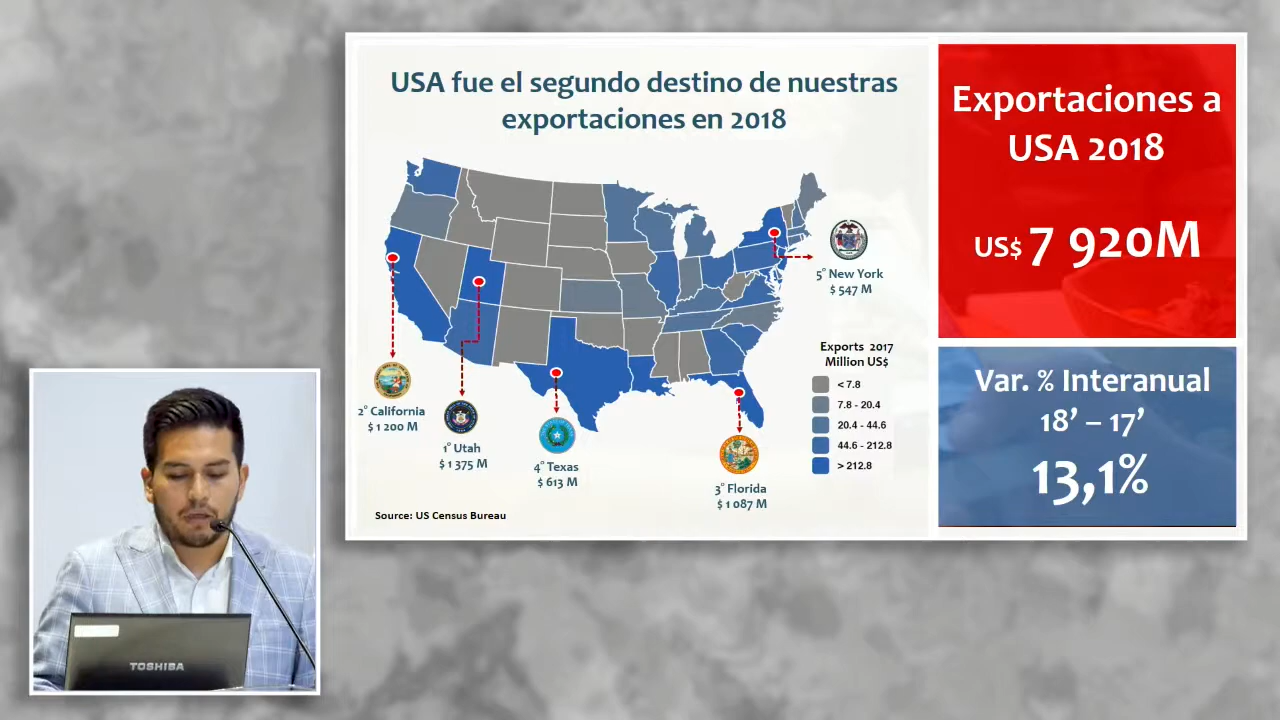 USA fue el segundo destino de nuestras
exportaciones en 2018
5° New York
$ 547 M
2° California
$ 1 200 M
1° Utah
$ 1 375 M
4° Texas
$ 613 M
3° Florida
$ 1 087 M
Exports 2017
Million US$
< 7.8
7.8 - 20.4
20.4 - 44.6
44.6 - 212.8
> 212.8
Source: US Census Bureau
Exportaciones a
USA 2018
US$ 7 920M
Var. % Interanual
18’ – 17’
13,1%
TOSHIBA